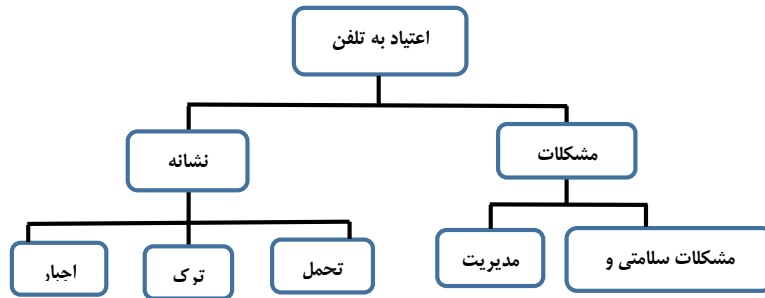 اعتیاد به تلفن
مشکلات
نشانه
مشکلات سلامتی و
مدیریت
تحمل
ترک
اجبار